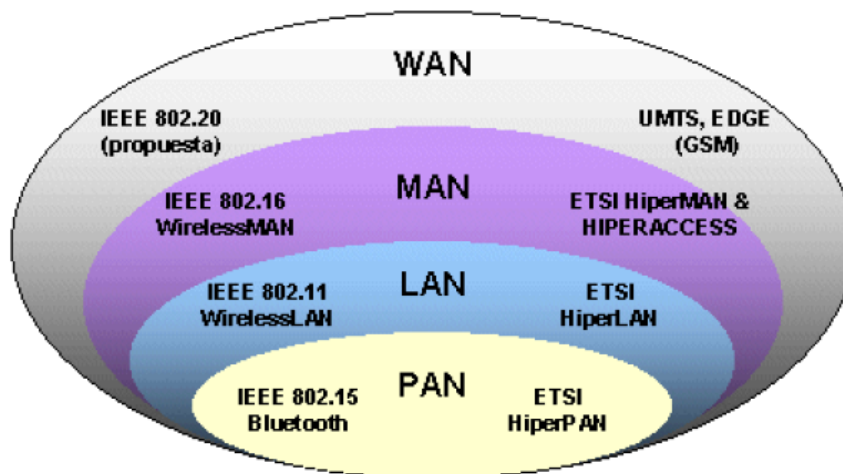 WAN
IEEE 802.20
(propuesta)
UMTS, EDGE
(GSM)
MAN
IEEE 802.16
WirelessMAN
ETSI HiperMAN &
HIPERACCESS
LAN
IEEE 802.11
WirelessLAN
ETSI
HiperLAN
PAN
IEEE 802.15
Bluetooth
ETSI
HiperPAN